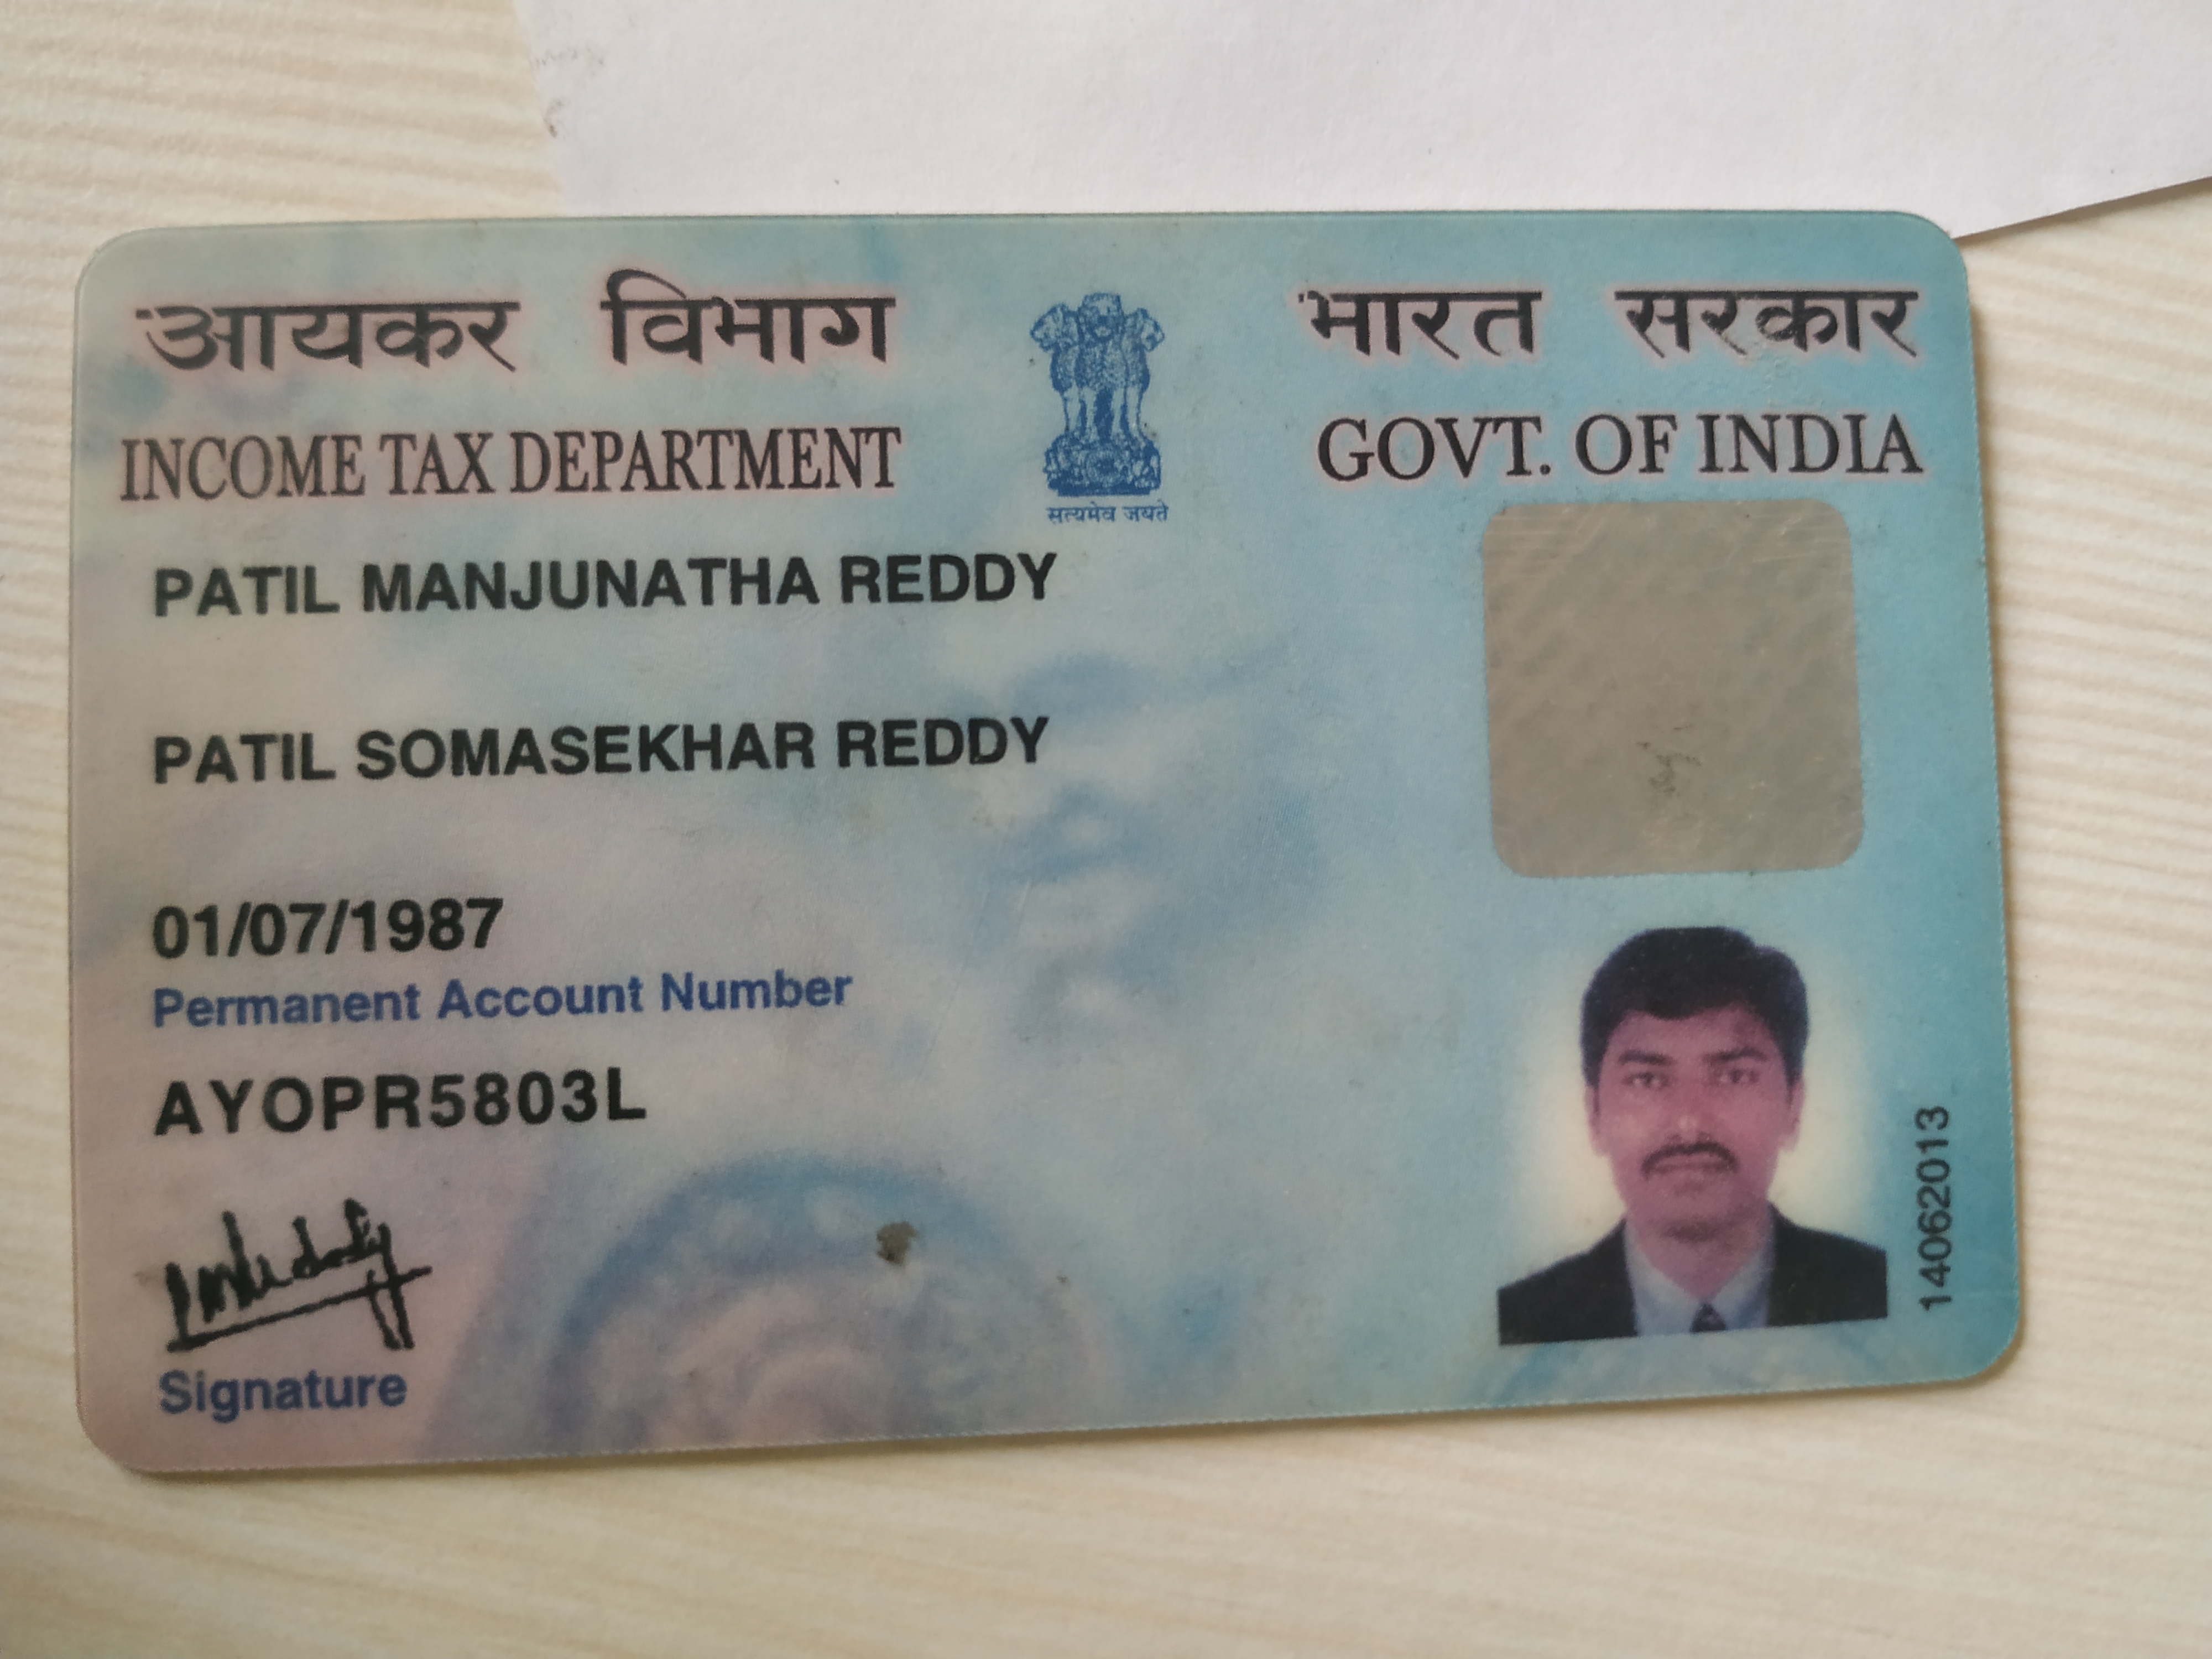 आयकर विभाग
INCOME TAX DEPARTMENT
सत्यमेव जयते
भारत सरकार
GOVT. OF INDIA
PATIL MANJUNATHA REDDY
PATIL SOMASEKHAR REDDY
01/07/1987
Permanent Account Number
AYOPR5803L
Signature
14062013